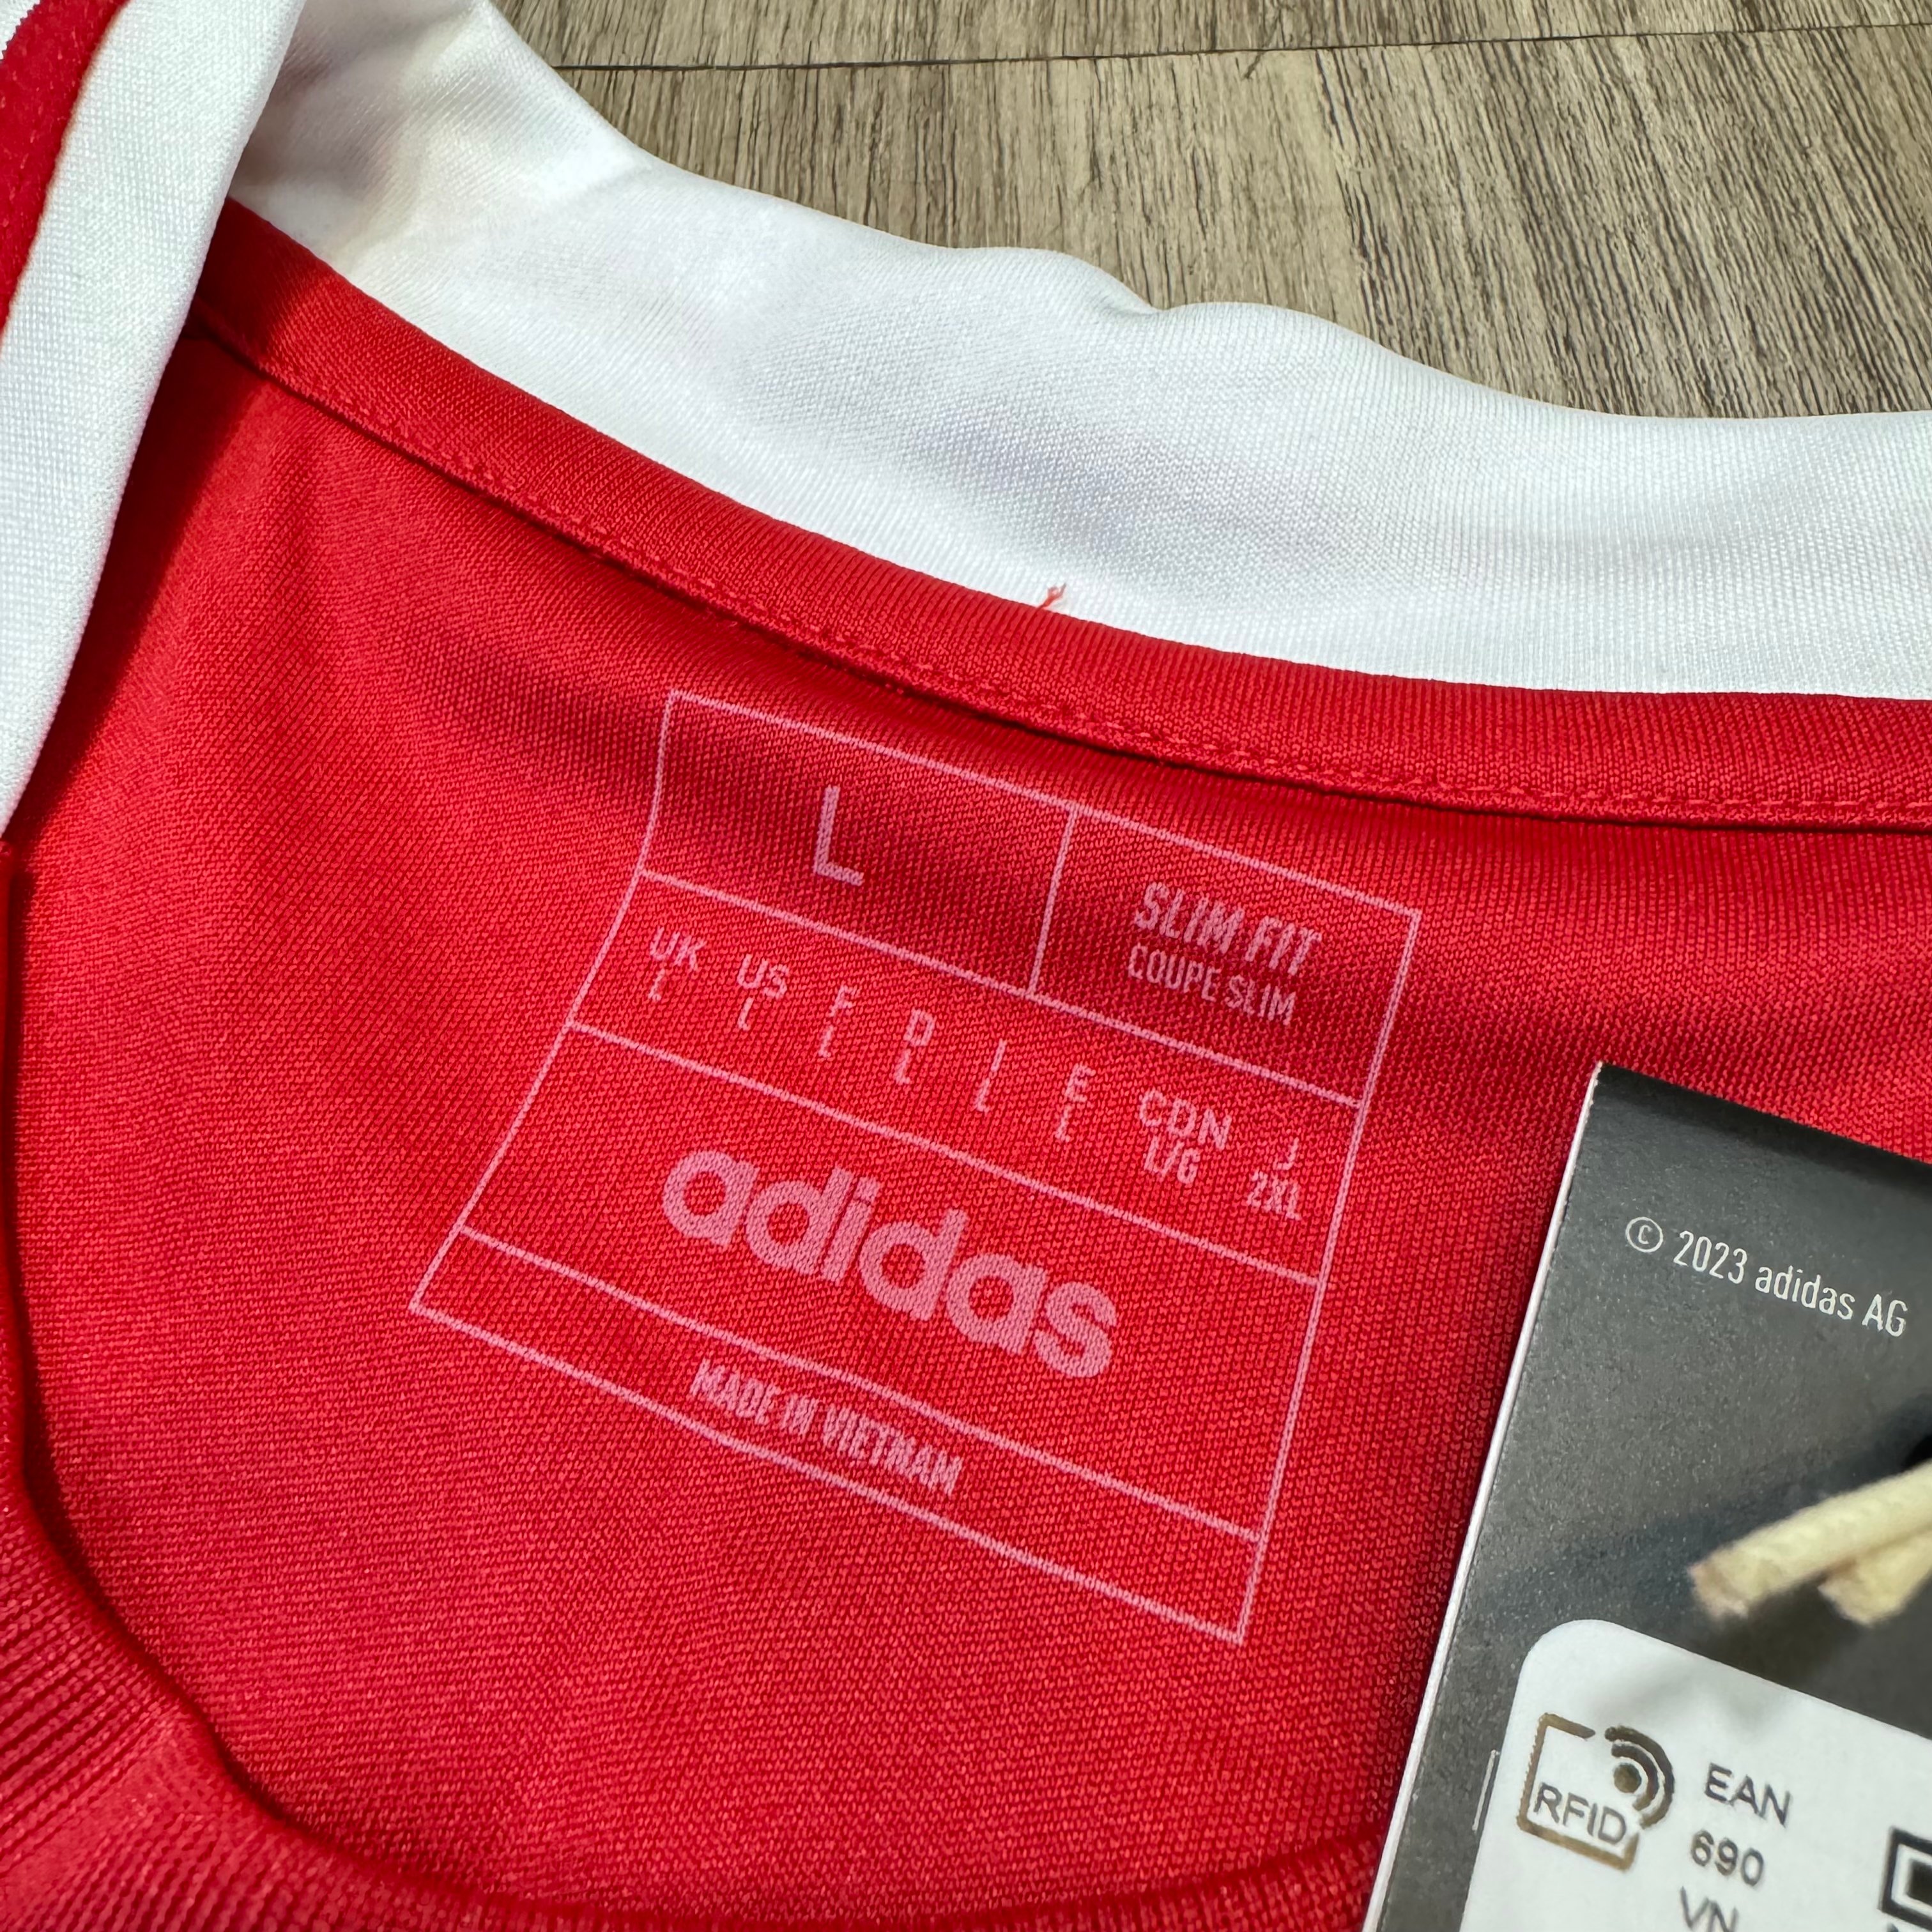 L
SLIM FIT
COUPE SLIM
UK US F D I E CDN J
L L L L L L L/G 2XL
adidas
MADE IN VIETNAM
© 2023 adidas AG
RFID
EAN
690
VN